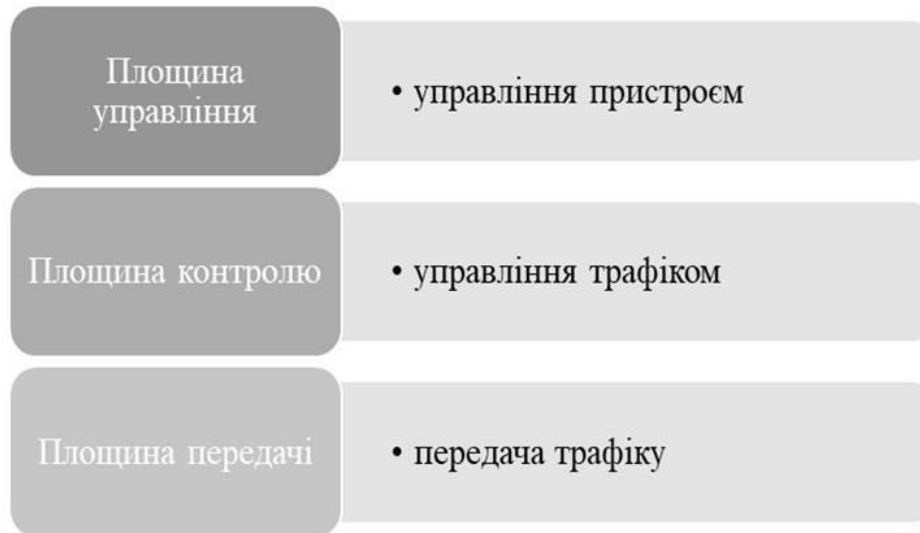 Площина
управління
• управління пристроєм
Площина контролю
• управління трафіком
Площина передачі
• передача трафіку